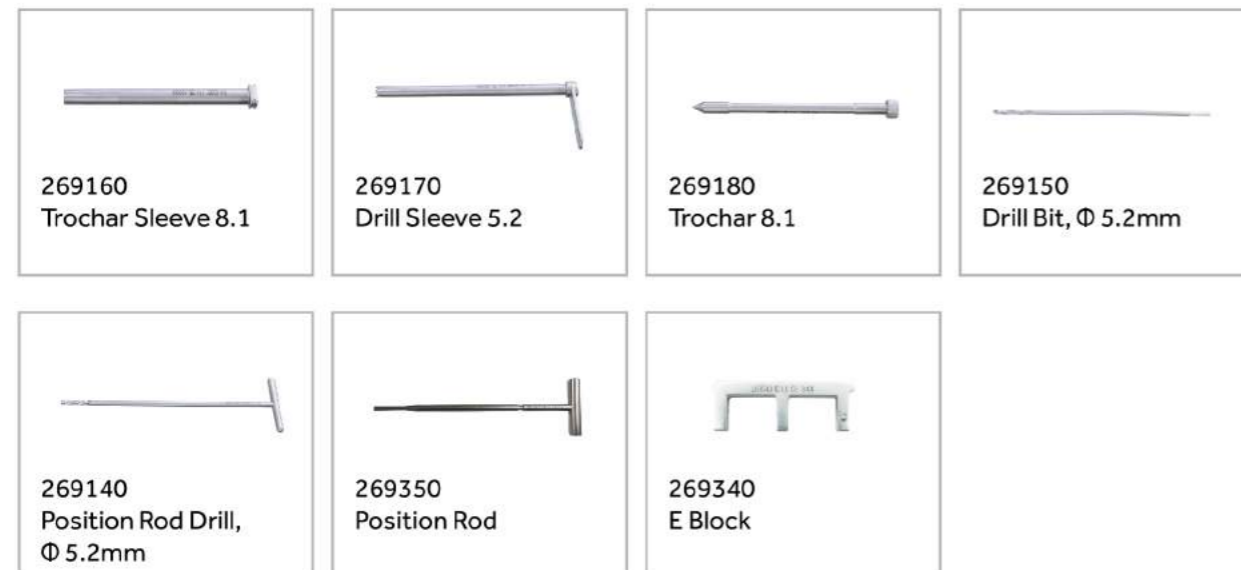 269160
Trochar Sleeve 8.1
269170
Drill Sleeve 5.2
269180
Trochar 8.1
269150
Drill Bit, Φ 5.2mm
269140
Position Rod Drill,
Φ 5.2mm
269350
Position Rod
269340
E Block